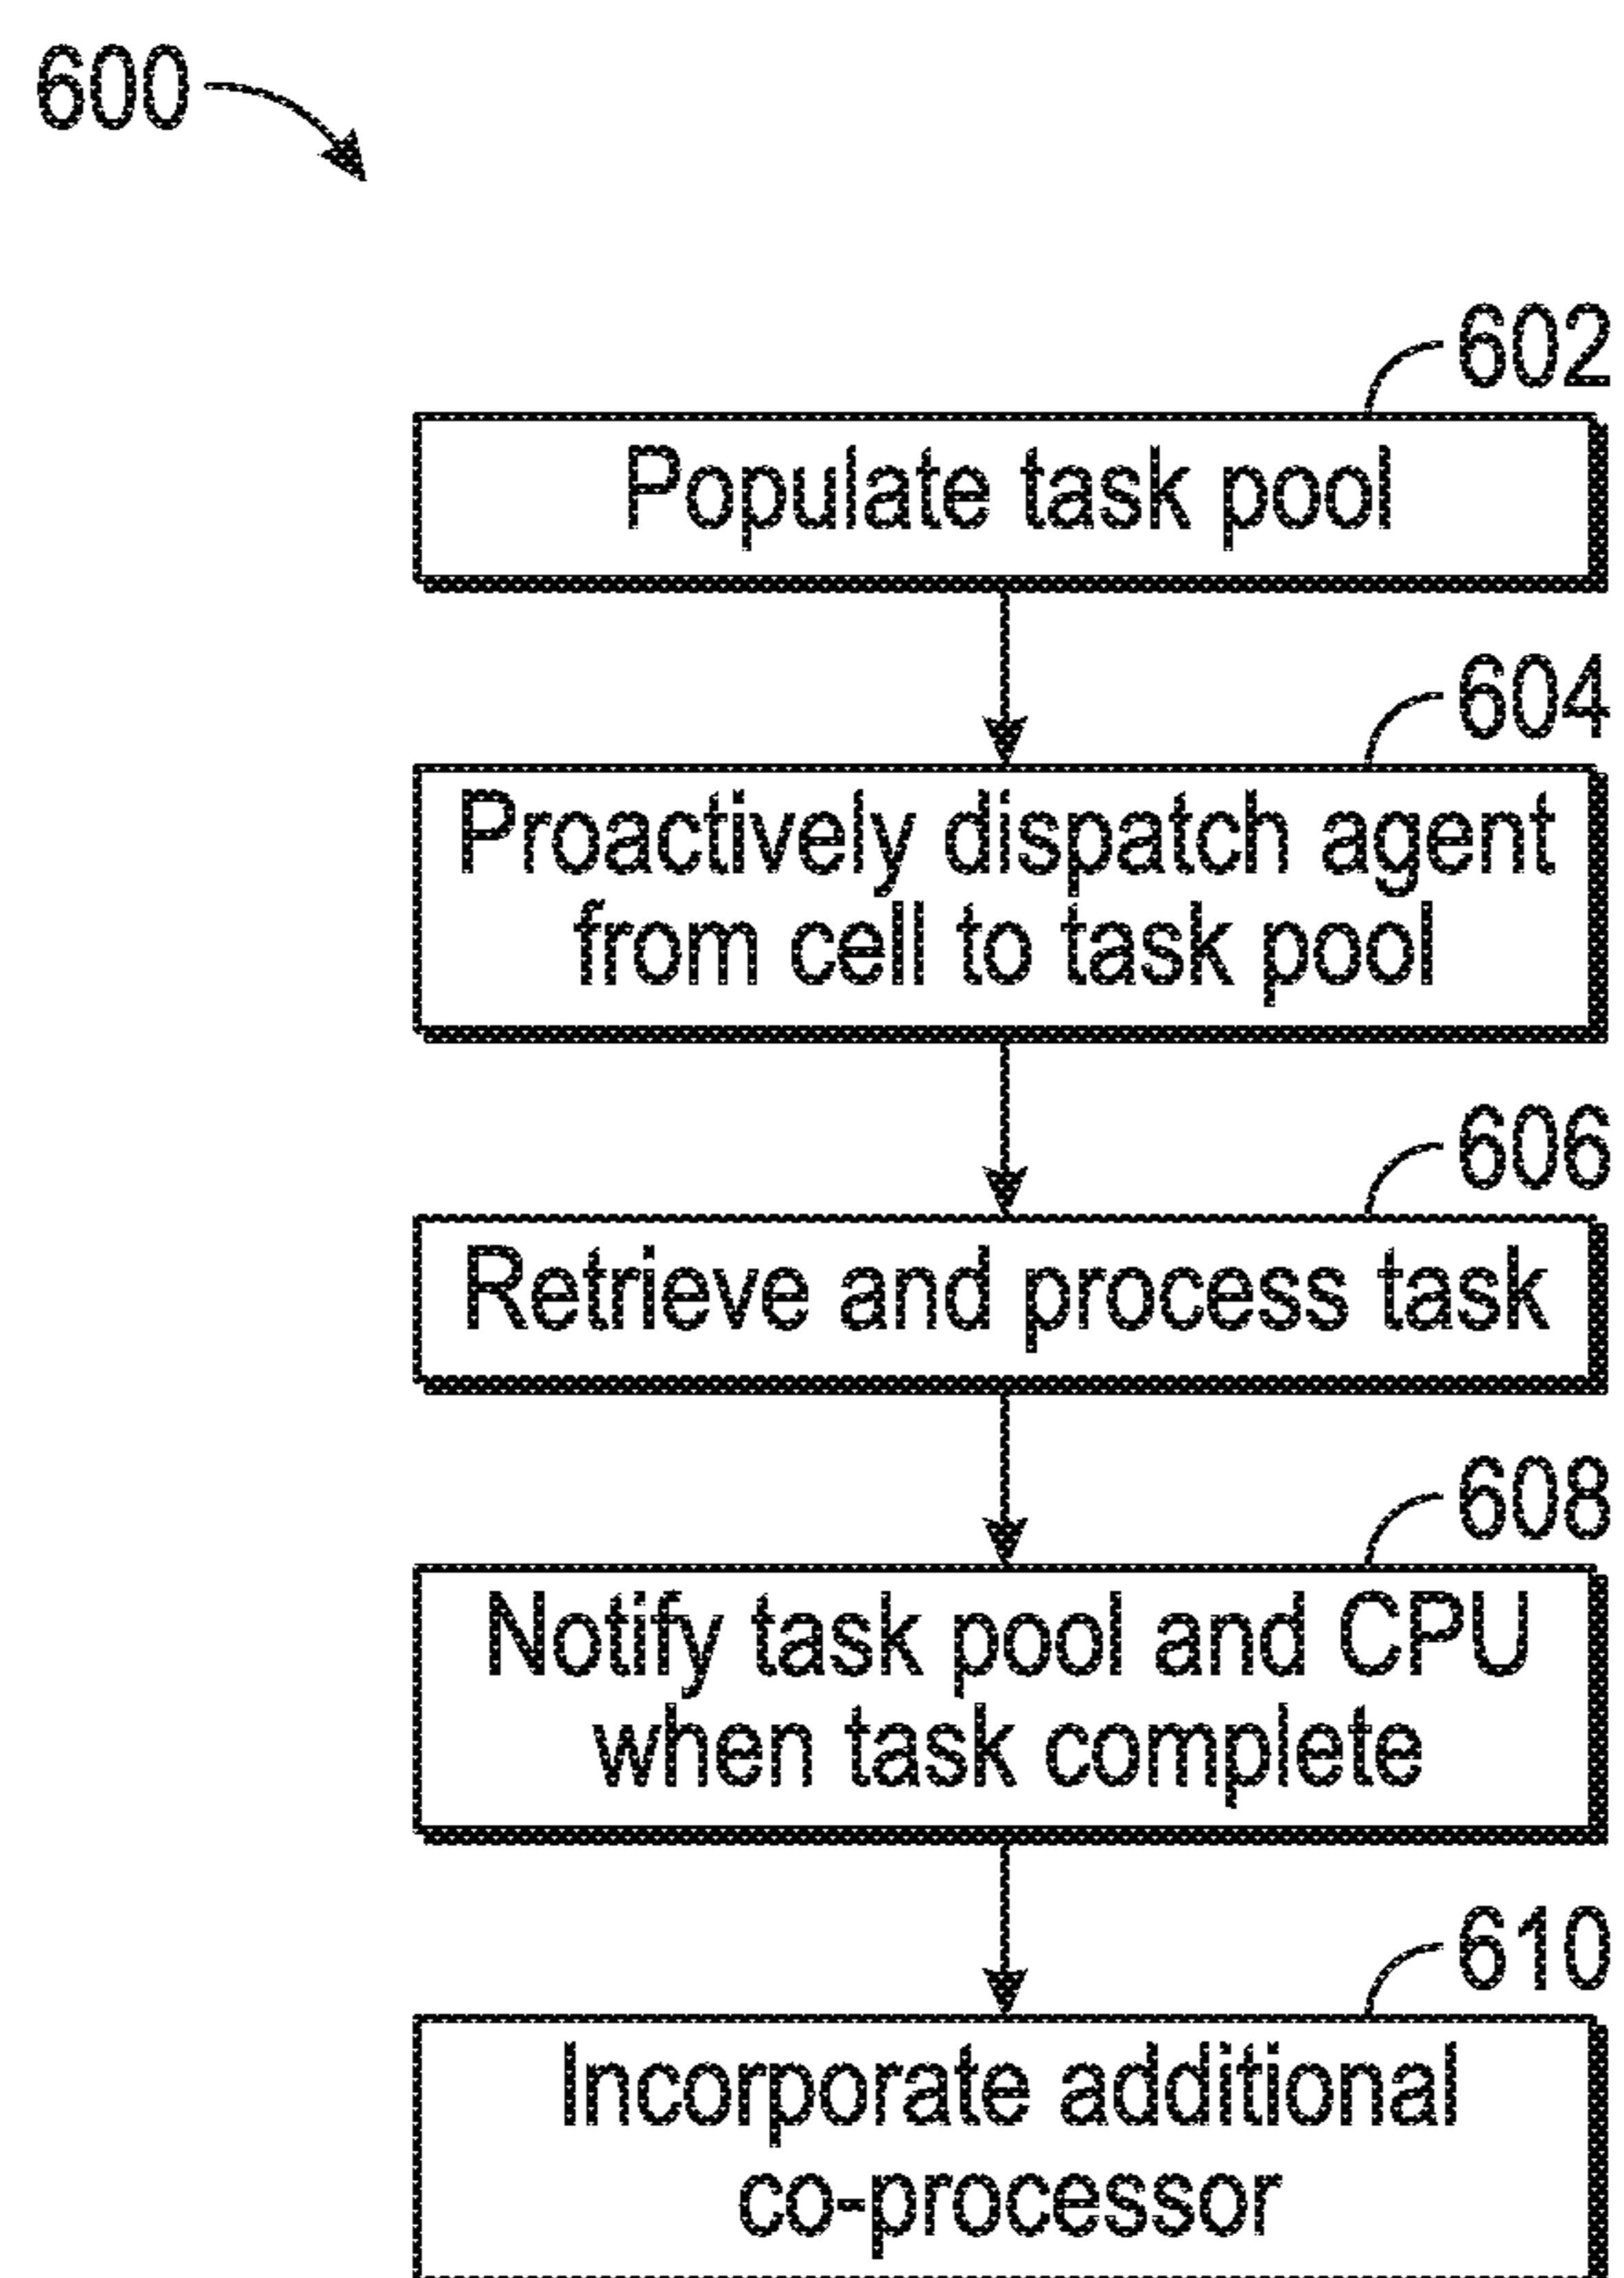 600
602
Populate task pool
604
Proactively dispatch agent
from cell to task pool
606
Retrieve and process task
608
Notify task pool and CPU
when task complete
610
Incorporate additional
co-processor